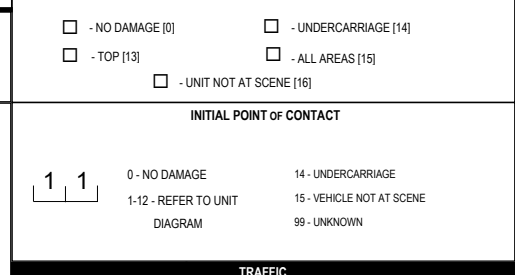 ☐ - NO DAMAGE [0] ☐ - UNDERCARRIAGE [14]
☐ - TOP [13] ☐ - ALL AREAS [15]
☐ - UNIT NOT AT SCENE [16]
INITIAL POINT OF CONTACT
1 1
0 - NO DAMAGE 14 - UNDERCARRIAGE
1-12 - REFER TO UNIT 15 - VEHICLE NOT AT SCENE
DIAGRAM 99 - UNKNOWN
TRAFFIC